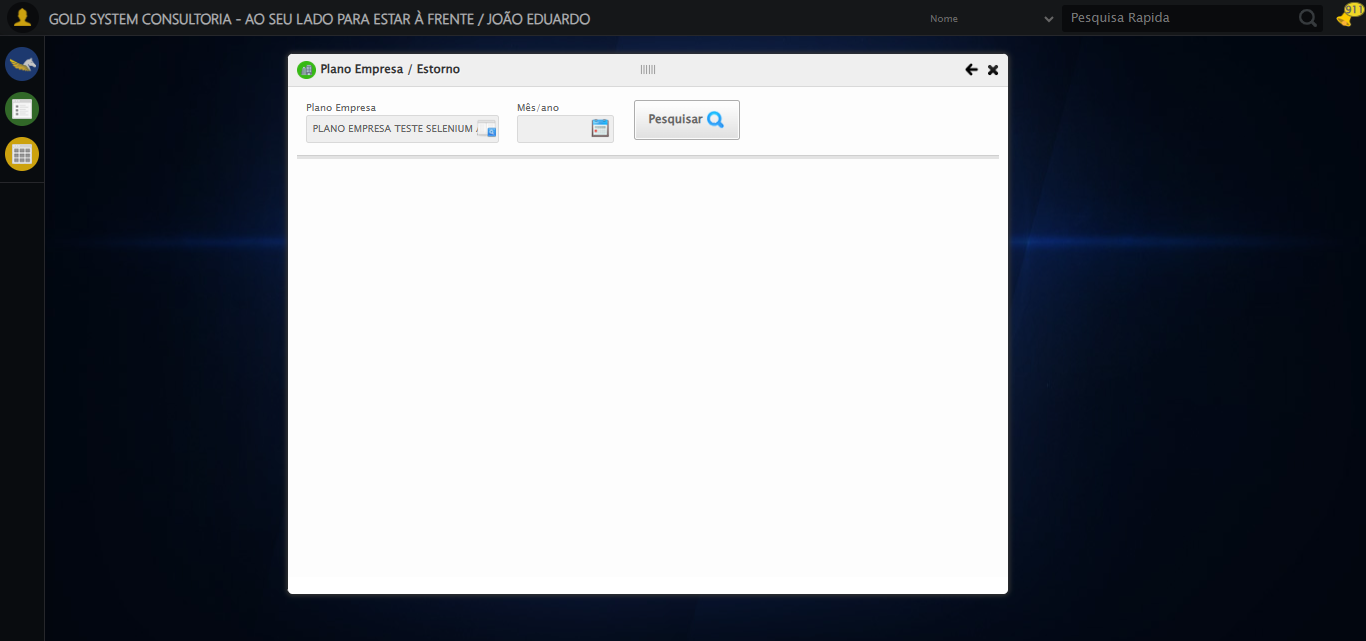 GOLD SYSTEM CONSULTORIA - AO SEU LADO PARA ESTAR À FRENTE / JOÃO EDUARDO
Nome
Pesquisa Rapida
911
Plano Empresa / Estorno
Plano Empresa
Mês/ano
PLANO EMPRESA TESTE SELENIUM
Pesquisar